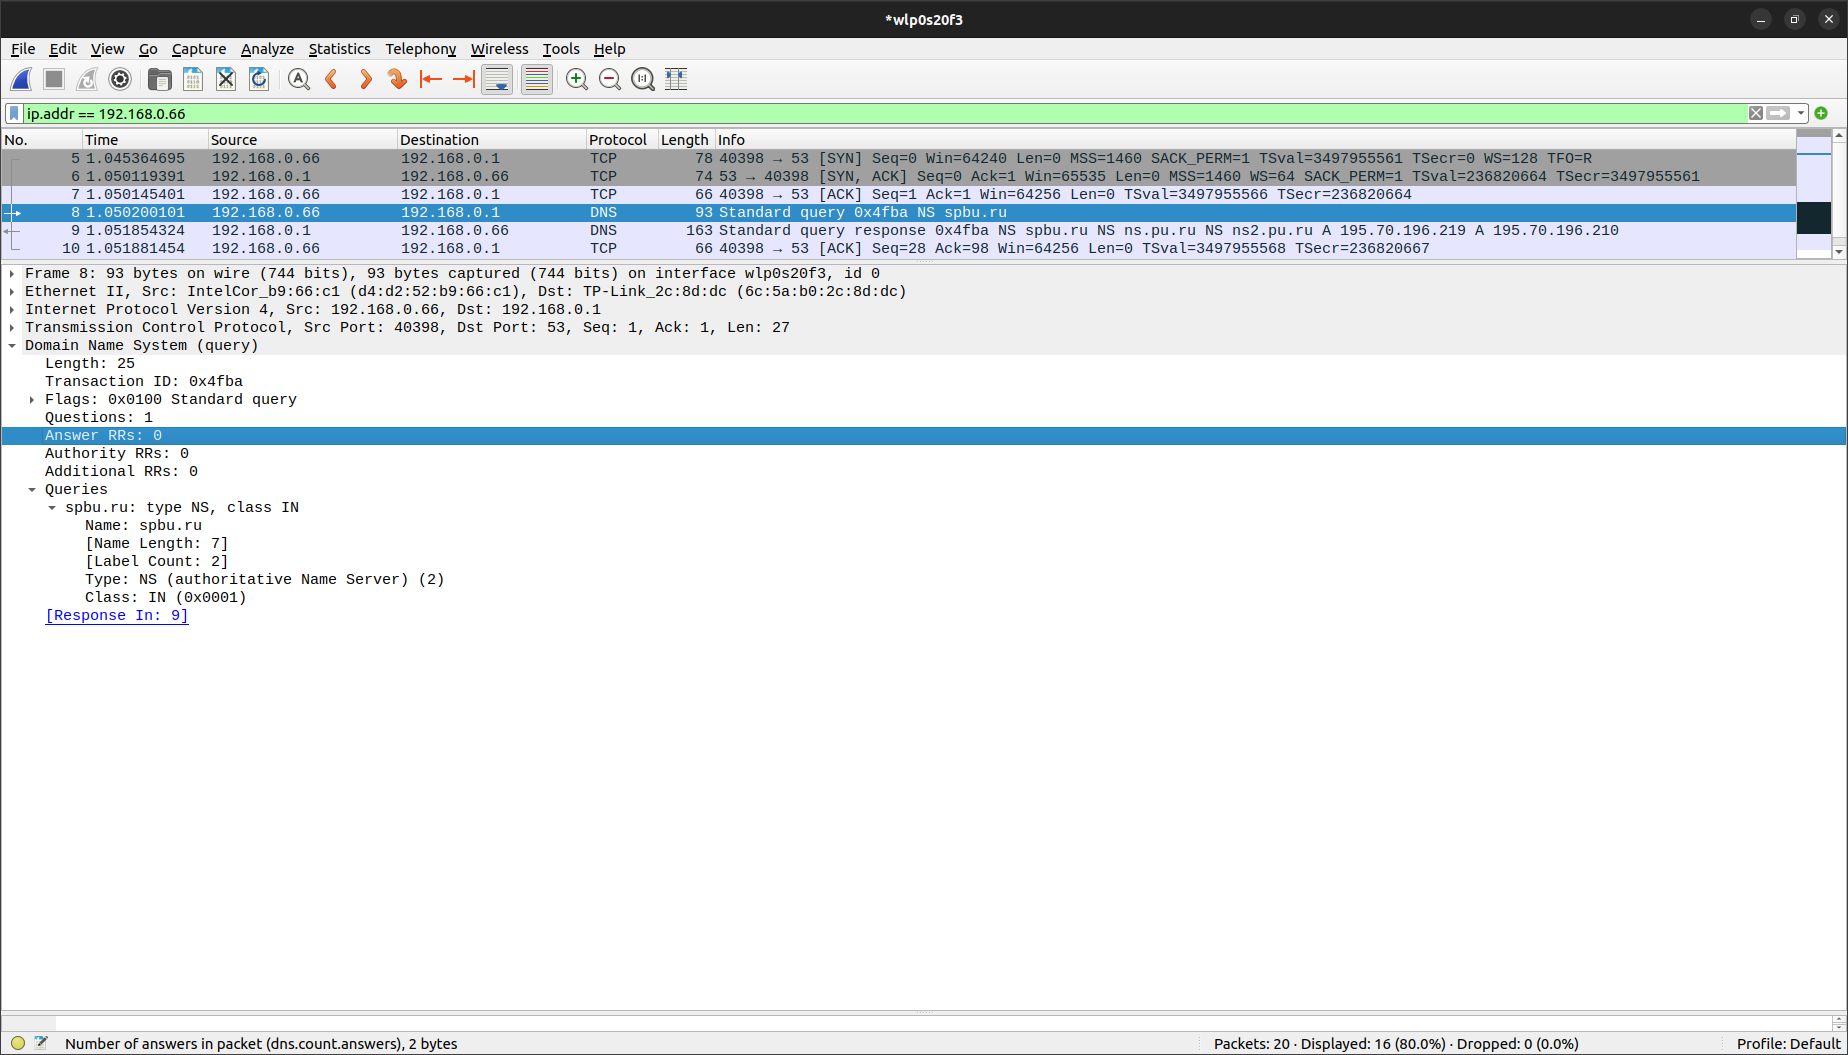 *wlp0s20f3
File Edit View Go Capture Analyze Statistics Telephony Wireless Tools Help
ip.addr == 192.168.0.66
No. Time Source Destination Protocol Length Info
5 1.045364695 192.168.0.66 192.168.0.1 TCP 78 40398 → 53 [SYN] Seq=0 Win=64240 Len=0 MSS=1460 SACK_PERM=1 TSval=3497955561 TSecr=0 WS=128 TFO=R
6 1.050119391 192.168.0.1 192.168.0.66 TCP 74 53 → 40398 [SYN, ACK] Seq=0 Ack=1 Win=65535 Len=0 MSS=1460 WS=64 SACK_PERM=1 TSval=236820664 TSecr=3497955561
7 1.050145401 192.168.0.66 192.168.0.1 TCP 66 40398 → 53 [ACK] Seq=1 Ack=1 Win=64256 Len=0 TSval=3497955566 TSecr=236820664
8 1.050200101 192.168.0.66 192.168.0.1 DNS 93 Standard query 0x4fba NS spbu.ru
9 1.051854324 192.168.0.1 192.168.0.66 DNS 163 Standard query response 0x4fba NS spbu.ru NS ns.pu.ru NS ns2.pu.ru A 195.70.196.219 A 195.70.196.210
10 1.051881454 192.168.0.66 192.168.0.1 TCP 66 40398 → 53 [ACK] Seq=28 Ack=98 Win=64256 Len=0 TSval=3497955568 TSecr=236820667
Frame 8: 93 bytes on wire (744 bits), 93 bytes captured (744 bits) on interface wlp0s20f3, id 0
Ethernet II, Src: IntelCor_b9:66:c1 (d4:d2:52:b9:66:c1), Dst: TP-Link_2c:8d:dc (6c:5a:b0:2c:8d:dc)
Internet Protocol Version 4, Src: 192.168.0.66, Dst: 192.168.0.1
Transmission Control Protocol, Src Port: 40398, Dst Port: 53, Seq: 1, Ack: 1, Len: 27
Domain Name System (query)
Length: 25
Transaction ID: 0x4fba
Flags: 0x0100 Standard query
Questions: 1
Answer RRs: 0
Authority RRs: 0
Additional RRs: 0
Queries
spbu.ru: type NS, class IN
Name: spbu.ru
[Name Length: 7]
[Label Count: 2]
Type: NS (authoritative Name Server) (2)
Class: IN (0x0001)
[Response In: 9]
Number of answers in packet (dns.count.answers), 2 bytes
Packets: 20 · Displayed: 16 (80.0%) · Dropped: 0 (0.0%)
Profile: Default